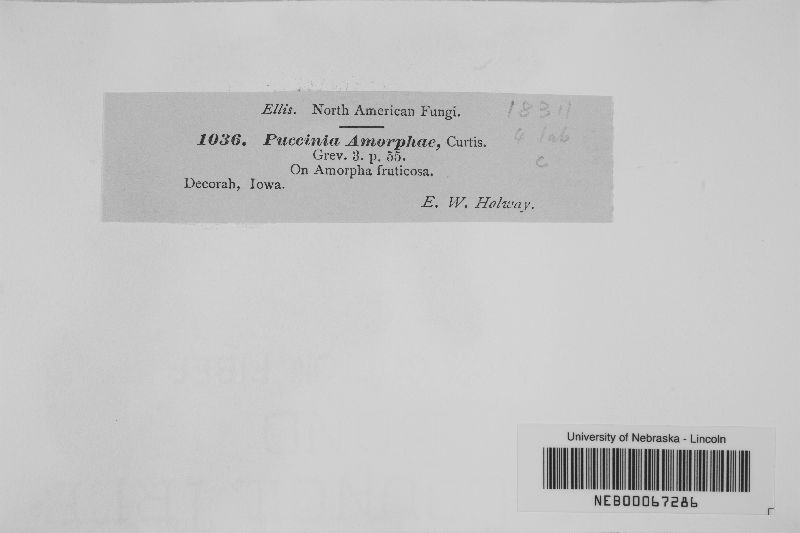 Ellis. North American Fungi.
1036. Puccinia Amorphae, Curtis.
Grev. 3. p. 55.
On Amorpha fruticosa.
Decorah, Iowa.
E. W. Holway.
18311
4 lab
c
University of Nebraska - Lincoln
NEB00067286